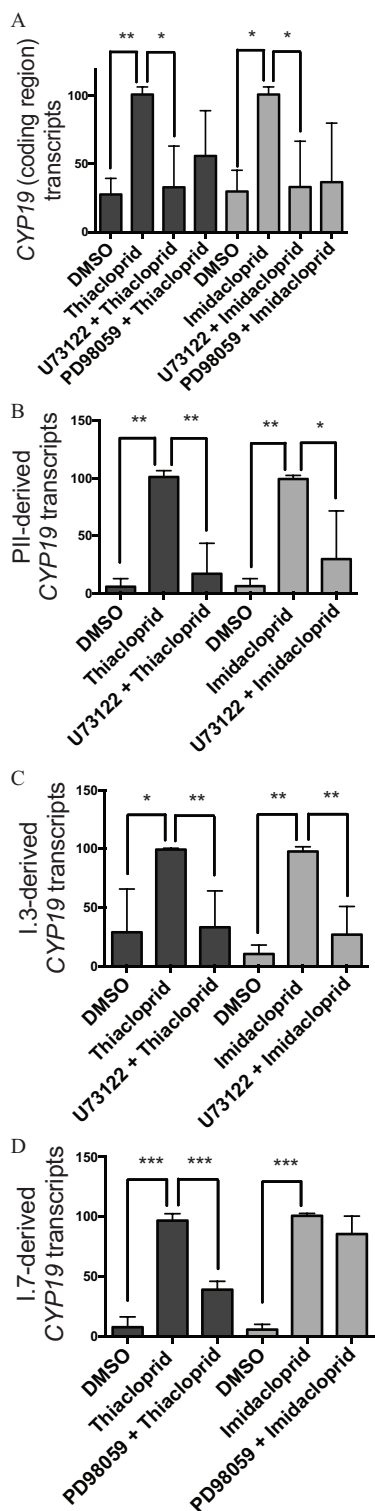 A
CYP19 (coding region)
transcripts
100
50
0
** * * *
DMSO
Thiacloprid
U73122 + Thiacloprid
PD98059 + Thiacloprid
DMSO
Imidacloprid
U73122 + Imidacloprid
PD98059 + Imidacloprid
B
PII-derived
CYP19 transcripts
150
100
50
0
** ** ** *
DMSO
Thiacloprid
U73122 + Thiacloprid
DMSO
Imidacloprid
U73122 + Imidacloprid
C
I.3-derived
CYP19 transcripts
150
100
50
0
* ** ** **
DMSO
Thiacloprid
U73122 + Thiacloprid
DMSO
Imidacloprid
U73122 + Imidacloprid
D
I.7-derived
CYP19 transcripts
150
100
50
0
*** *** ***
DMSO
Thiacloprid
PD98059 + Thiacloprid
DMSO
Imidacloprid
PD98059 + Imidacloprid